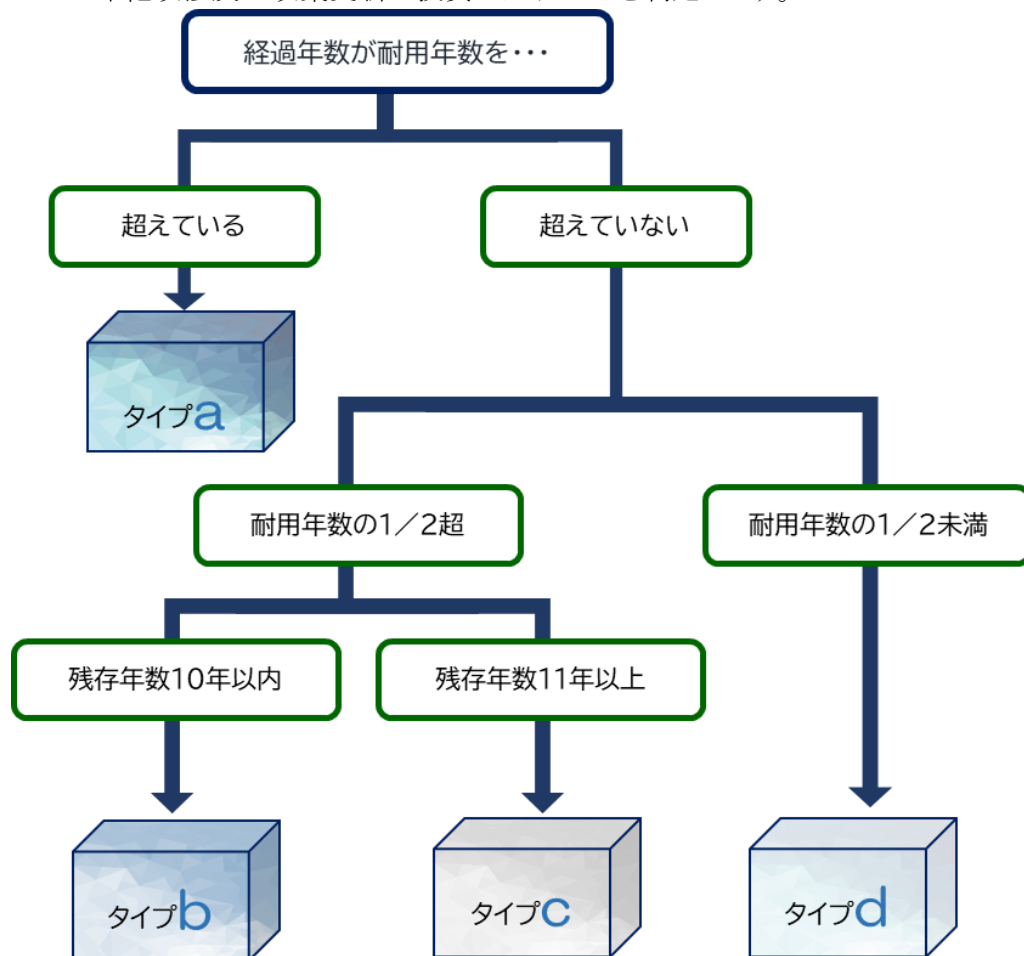 経過年数が耐用年数を・・・
超えている
超えていない
タイプa
耐用年数の1／2超
耐用年数の1／2未満
残存年数10年以内
残存年数11年以上
タイプb
タイプc
タイプd